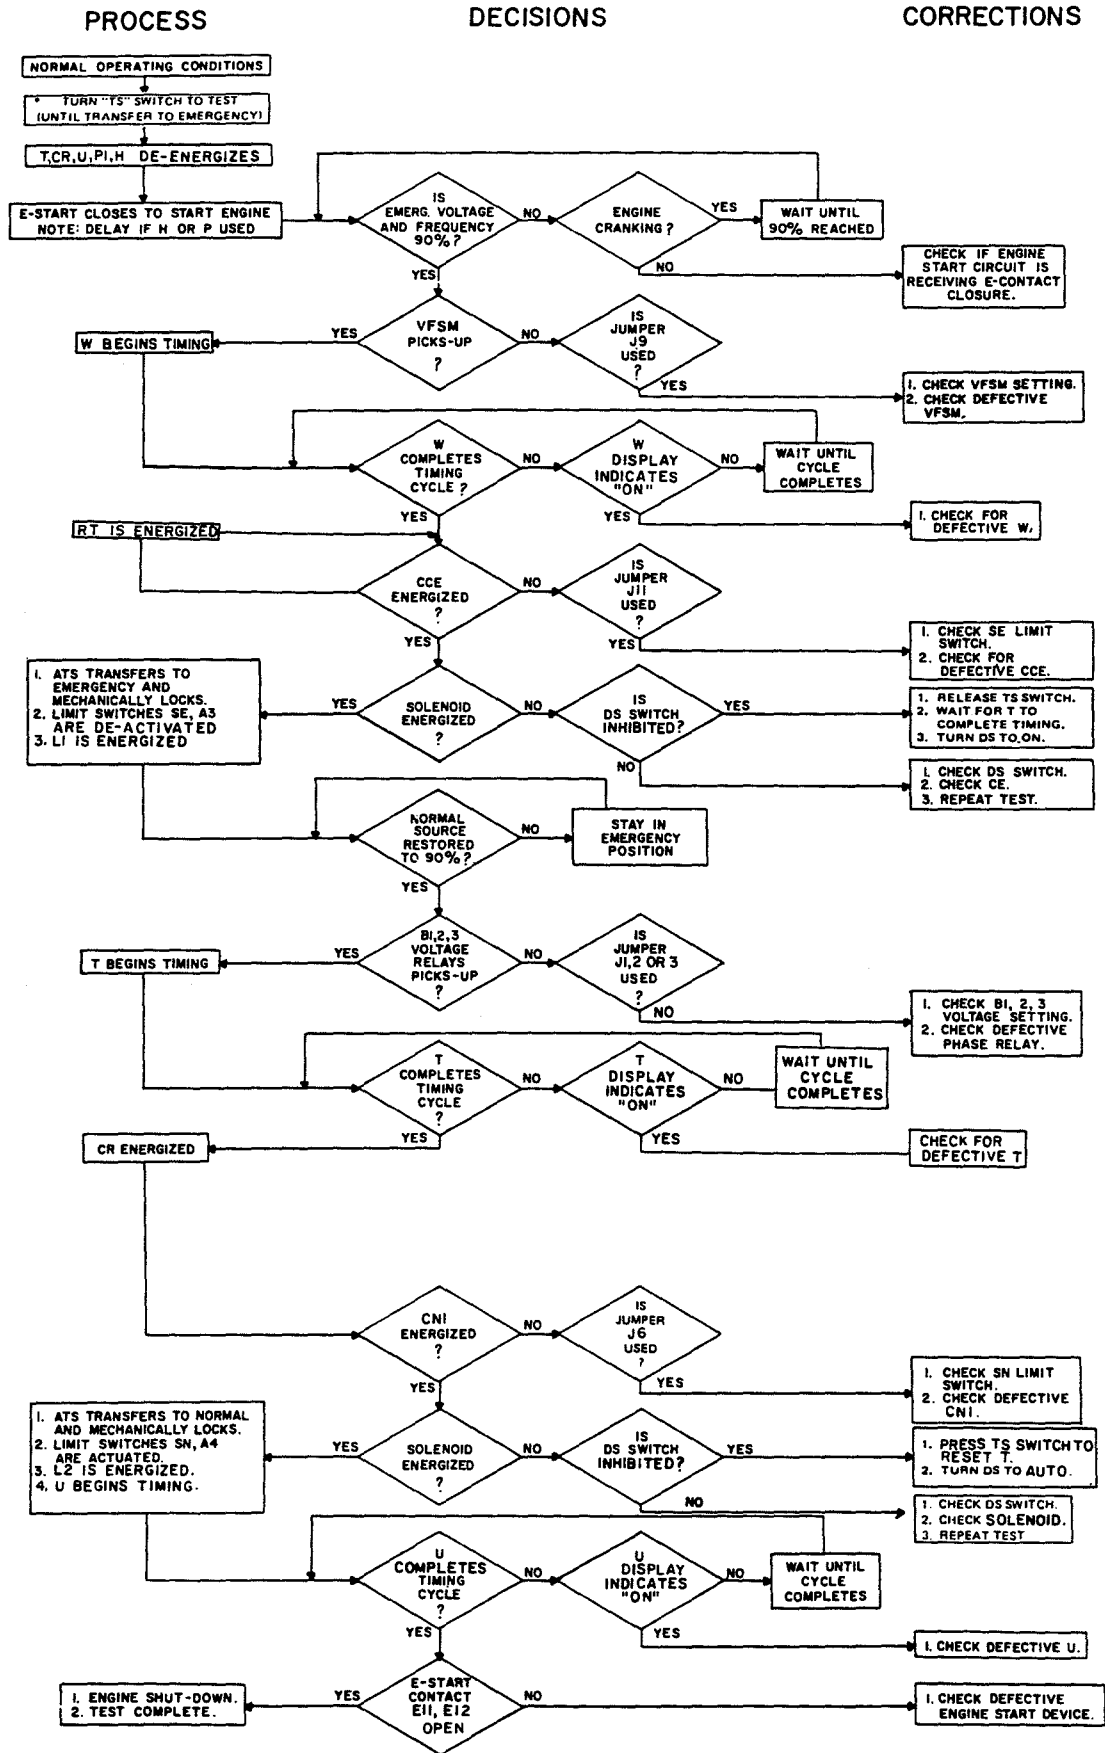 PROCESS DECISIONS CORRECTIONS
NORMAL OPERATING CONDITIONS
* TURN "TS" SWITCH TO TEST
(UNTIL TRANSFER TO EMERGENCY)
T,CR,U,PI,H DE-ENERGIZES
E-START CLOSES TO START ENGINE
NOTE: DELAY IF H OR P USED
IS
EMERG. VOLTAGE
AND FREQUENCY
90%?
NO
YES
ENGINE
CRANKING?
YES
NO
WAIT UNTIL
90% REACHED
CHECK IF ENGINE
START CIRCUIT IS
RECEIVING E-CONTACT
CLOSURE.
VFSM
PICKS-UP
?
YES
NO
W BEGINS TIMING
IS
JUMPER
J9
USED
?
YES
1. CHECK VFSM SETTING.
2. CHECK DEFECTIVE
VFSM.
W
COMPLETES
TIMING
CYCLE?
NO
YES
W
DISPLAY
INDICATES
"ON"
NO
YES
WAIT UNTIL
CYCLE
COMPLETES
1. CHECK FOR
DEFECTIVE W.
RT IS ENERGIZED
CCE
ENERGIZED
?
NO
YES
IS
JUMPER
J11
USED
?
YES
1. CHECK SE LIMIT
SWITCH.
2. CHECK FOR
DEFECTIVE CCE.
1. ATS TRANSFERS TO
EMERGENCY AND
MECHANICALLY LOCKS.
2. LIMIT SWITCHES SE, A3
ARE DE-ACTIVATED
3. L1 IS ENERGIZED
YES
SOLENOID
ENERGIZED
?
NO
IS
DS SWITCH
INHIBITED?
YES
NO
1. RELEASE TS SWITCH.
2. WAIT FOR T TO
COMPLETE TIMING.
3. TURN DS TO ON.
1. CHECK DS SWITCH.
2. CHECK CE.
3. REPEAT TEST.
NORMAL
SOURCE
RESTORED
TO 90%?
NO
YES
STAY IN
EMERGENCY
POSITION
T BEGINS TIMING
YES
B1,2,3
VOLTAGE
RELAYS
PICKS-UP
?
NO
IS
JUMPER
J1,2 OR 3
USED
?
NO
1. CHECK B1, 2, 3
VOLTAGE SETTING.
2. CHECK DEFECTIVE
PHASE RELAY.
T
COMPLETES
TIMING
CYCLE
?
NO
YES
T
DISPLAY
INDICATES
"ON"
NO
YES
WAIT UNTIL
CYCLE
COMPLETES
CR ENERGIZED
CHECK FOR
DEFECTIVE T
CN1
ENERGIZED
?
NO
YES
IS
JUMPER
J6
USED
?
YES
1. CHECK SN LIMIT
SWITCH.
2. CHECK DEFECTIVE
CN1.
1. ATS TRANSFERS TO NORMAL
AND MECHANICALLY LOCKS.
2. LIMIT SWITCHES SN, A4
ARE ACTUATED.
3. L2 IS ENERGIZED.
4. U BEGINS TIMING.
YES
SOLENOID
ENERGIZED
?
NO
IS
DS SWITCH
INHIBITED?
YES
NO
1. PRESS TS SWITCH TO
RESET T.
2. TURN DS TO AUTO.
1. CHECK DS SWITCH.
2. CHECK SOLENOID.
3. REPEAT TEST
U
COMPLETES
TIMING
CYCLE
?
NO
YES
U
DISPLAY
INDICATES
"ON"
NO
YES
WAIT UNTIL
CYCLE
COMPLETES
1. CHECK DEFECTIVE U.
1. ENGINE SHUT-DOWN.
2. TEST COMPLETE.
YES
E-START
CONTACT
E11, E12
OPEN
NO
1. CHECK DEFECTIVE
ENGINE START DEVICE.